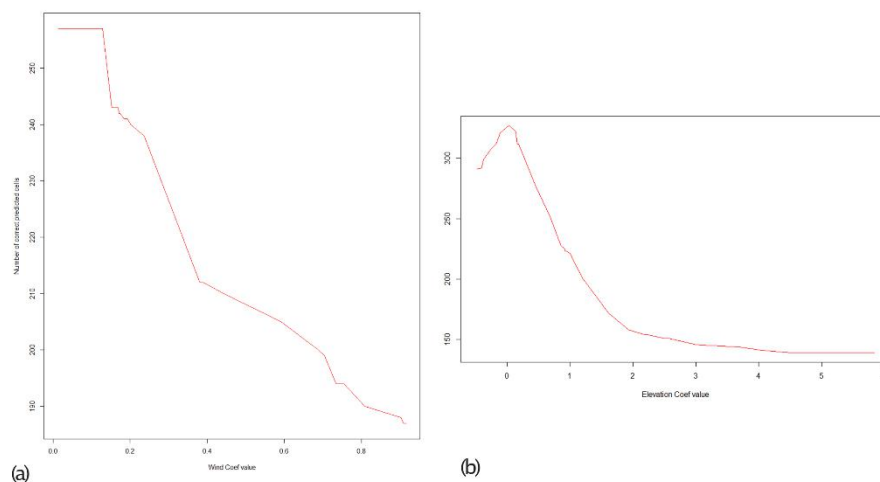 Number of correct predicted cells
250
240
230
220
210
200
190
0.0 0.2 0.4 0.6 0.8
Wind Coef value
(a)
300
250
200
150
0 1 2 3 4 5
Elevation Coef value
(b)